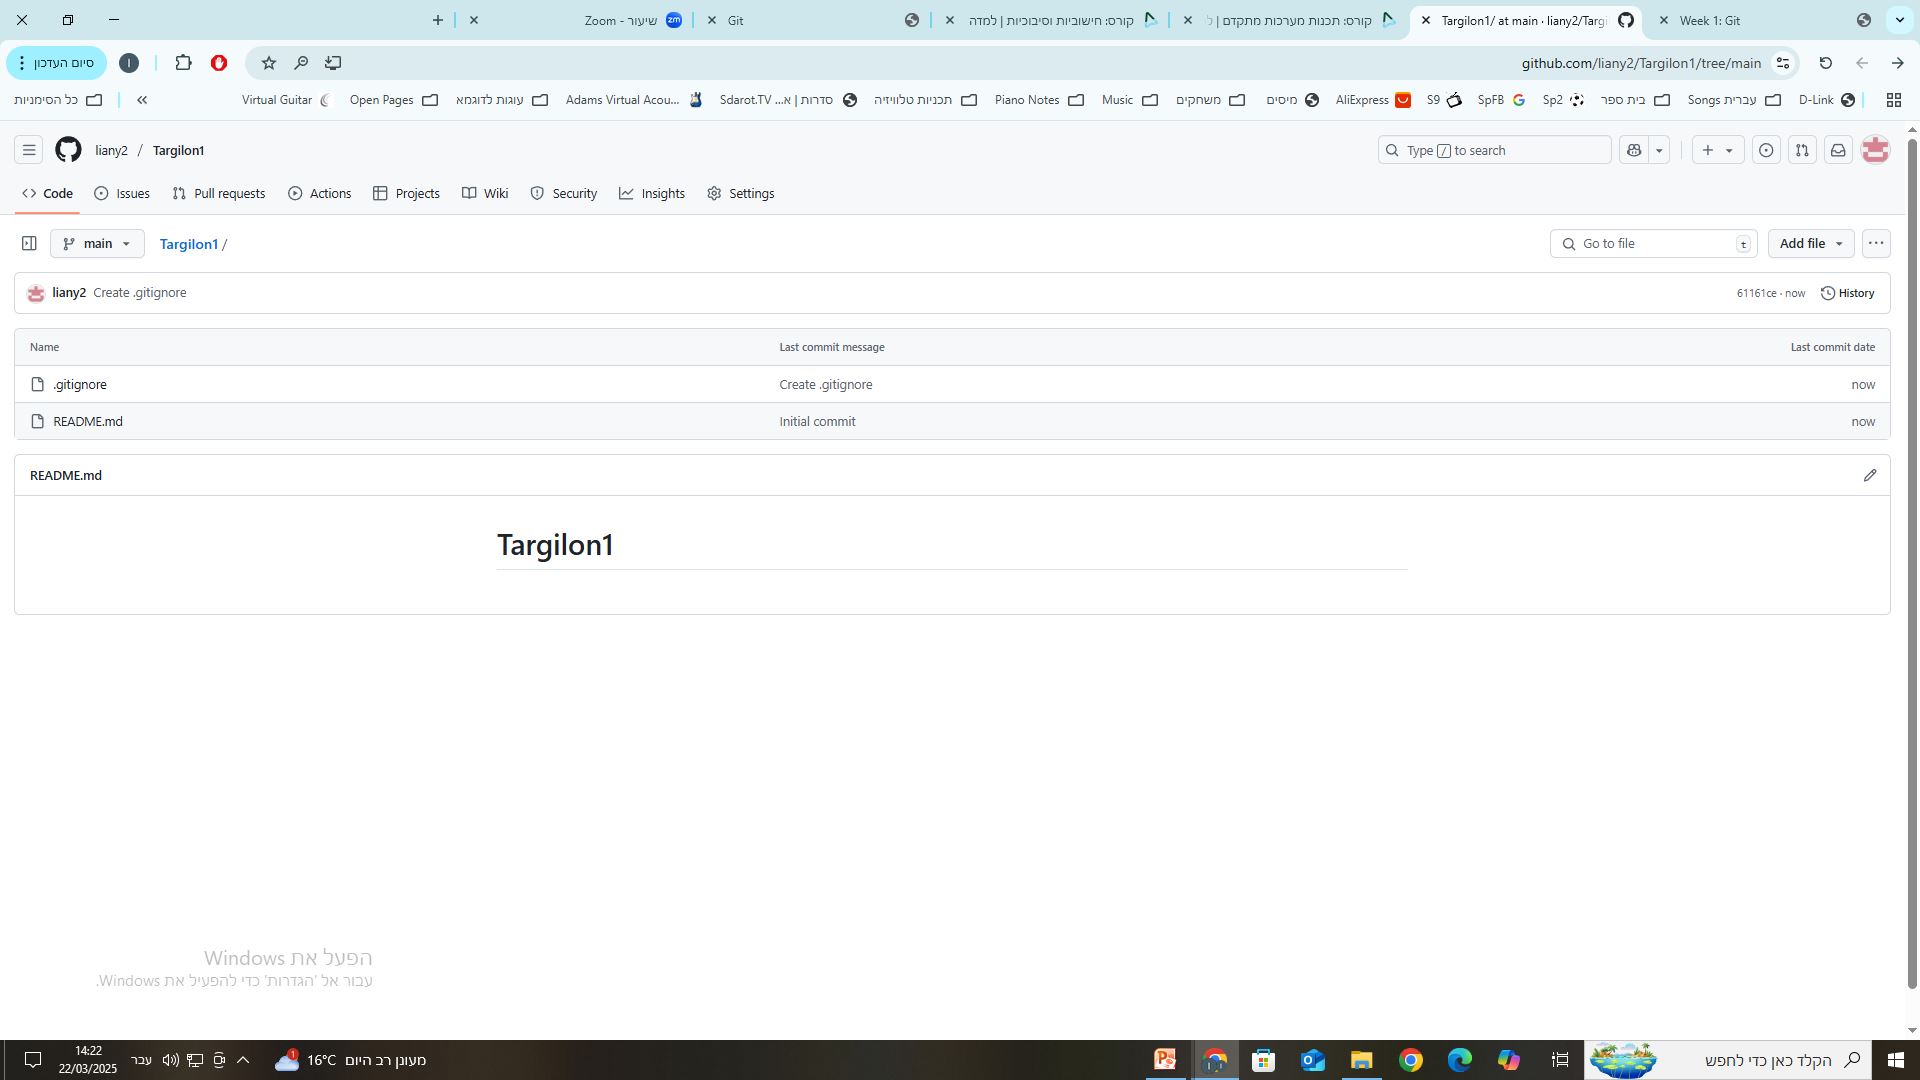 Zoom - שיעור
Git
קורס: חישוביות וסיבוכיות | למדה
קורס: תכנות מערכות מתקדם | ל
Targilon1/ at main · liany2/Targi
Week 1: Git
סיום העדכון
I
github.com/liany2/Targilon1/tree/main
כל הסימניות
Virtual Guitar
Open Pages
עוגות לדוגמא
Adams Virtual Acou...
Sdarot.TV סדרות | א...
תכניות טלוויזיה
Piano Notes
Music
משחקים
מיסים
AliExpress
S9
SpFB
Sp2
בית ספר
Songs עברית
D-Link
liany2 / Targilon1
Type / to search
Code
Issues
Pull requests
Actions
Projects
Wiki
Security
Insights
Settings
main
Targilon1 /
Go to file
t
Add file
liany2 Create .gitignore
61161ce · now
History
Name
Last commit message
Last commit date
.gitignore
Create .gitignore
now
README.md
Initial commit
now
README.md
Targilon1
הפעל את Windows
עבור אל 'הגדרות' כדי להפעיל את Windows.
14:22
22/03/2025
עבר
1
16°C מעונן רב היום
הקלד כאן כדי לחפש